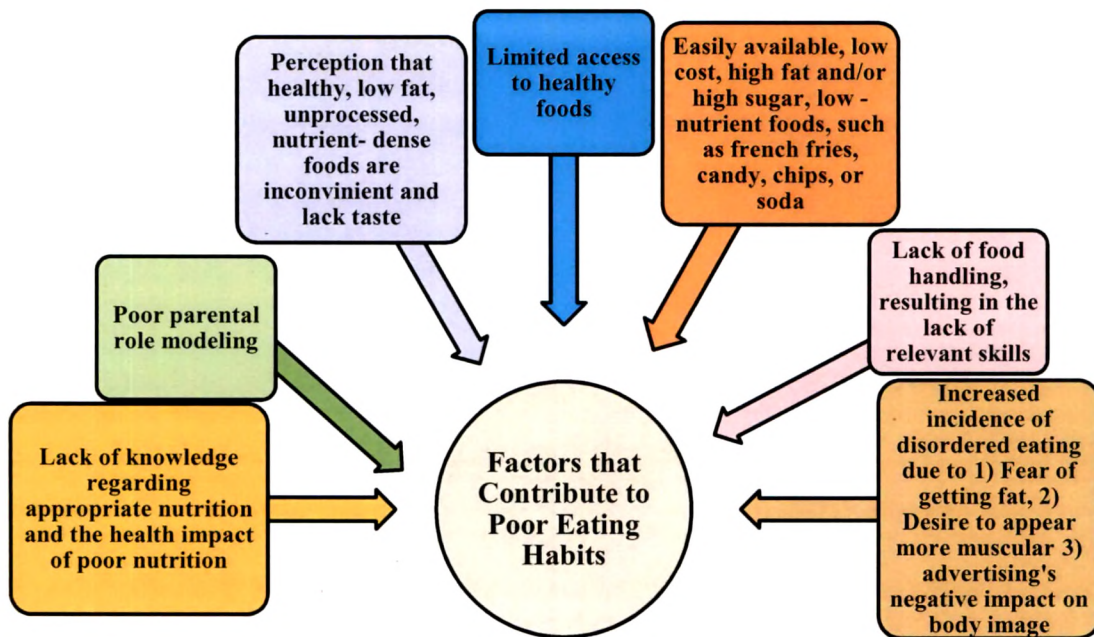 Perception that
healthy, low fat,
unprocessed,
nutrient- dense
foods are
inconvinient and
lack taste
Limited access
to healthy
foods
Easily available, low
cost, high fat and/or
high sugar, low -
nutrient foods, such
as french fries,
candy, chips, or
soda
Poor parental
role modeling
Lack of food
handling,
resulting in the
lack of
relevant skills
Lack of knowledge
regarding
appropriate nutrition
and the health impact
of poor nutrition
Factors that
Contribute to
Poor Eating
Habits
Increased
incidence of
disordered eating
due to 1) Fear of
getting fat, 2)
Desire to appear
more muscular 3)
advertising's
negative impact on
body image